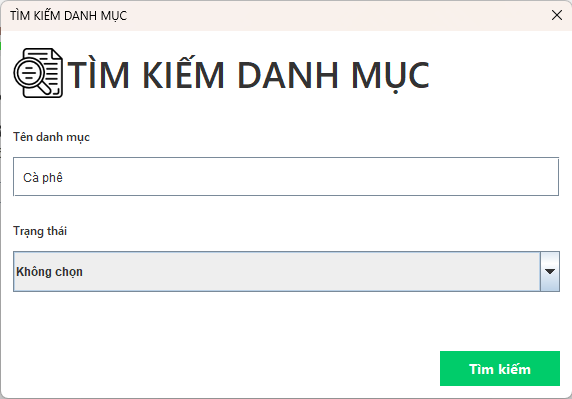 TÌM KIẾM DANH MỤC
TÌM KIẾM DANH MỤC
Tên danh mục
Cà phê
Trạng thái
Không chọn
Tìm kiếm